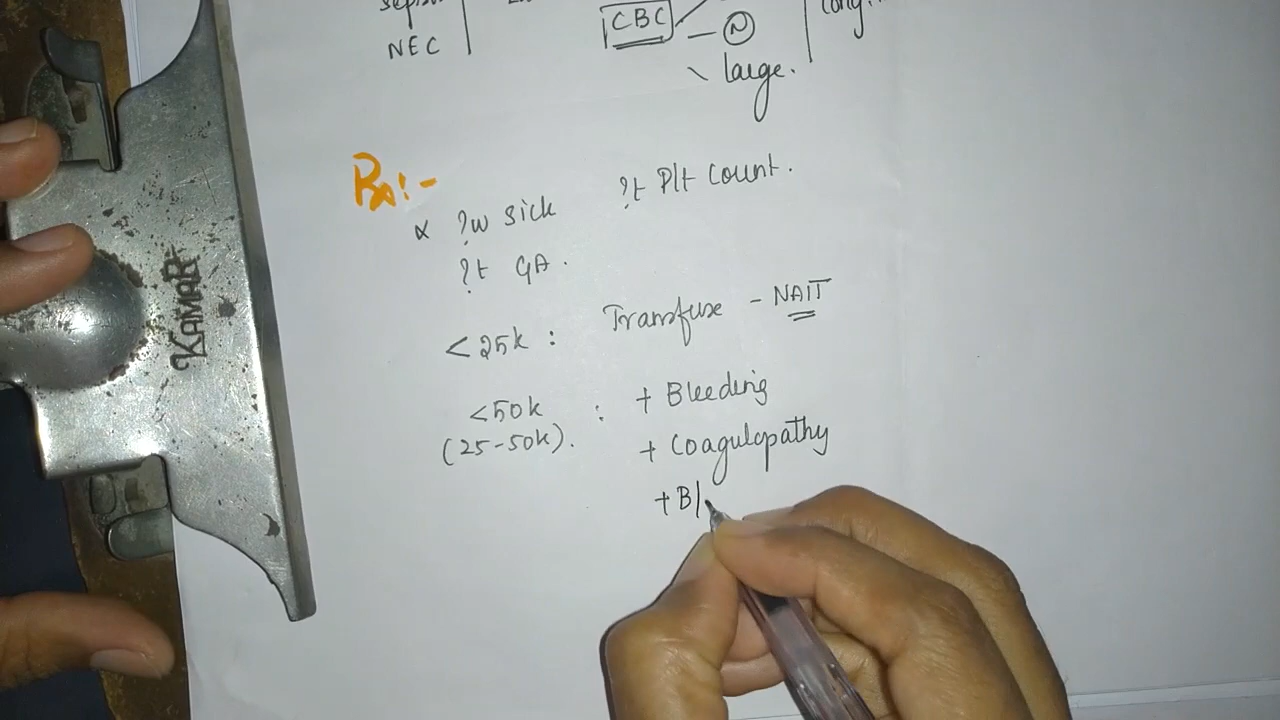 NEC
CBC
N
large.
Rx:-
?w sick
?t Plt Count.
?t GA.
<25k : Transfuse - NAIT
<50k : + Bleeding
(25-50k). + Coagulopathy
+ B/
KAMAR